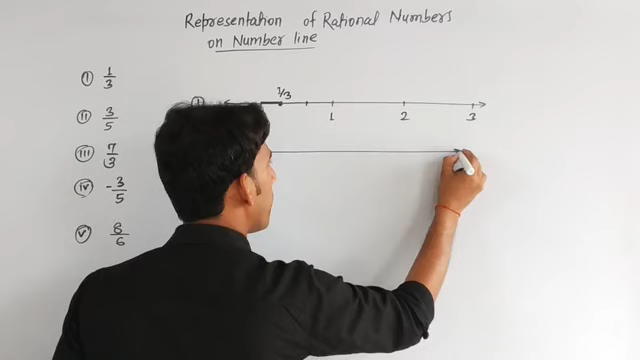 Representation of Rational Numbers
on Number line
(I) 1/3
(II) 3/5
(III) 7/3
(IV) -3/5
(V) 8/6
(I)
1/3
1 2 3